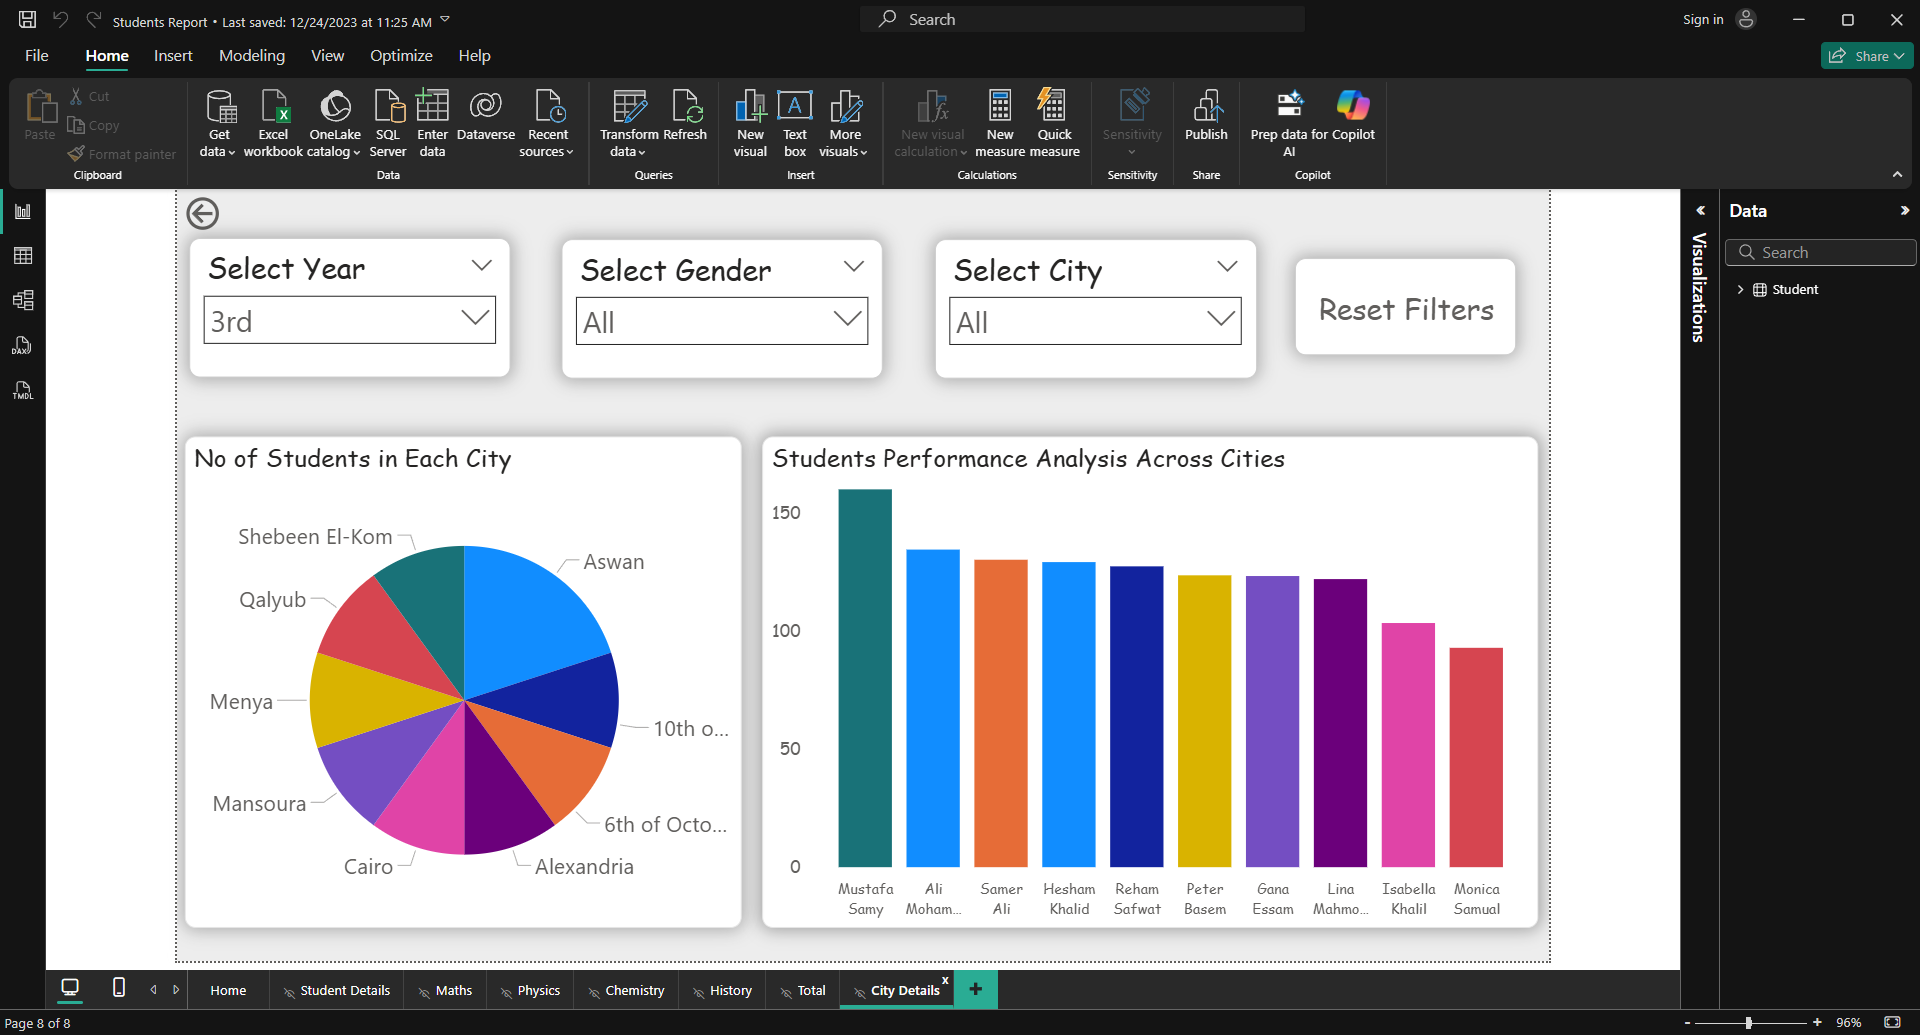 Students Report • Last saved: 12/24/2023 at 11:25 AM
Search
Sign in
File Home Insert Modeling View Optimize Help
Share
Paste
Cut
Copy
Format painter
Clipboard
Get data
Excel workbook
OneLake catalog
SQL Server
Enter data
Dataverse
Recent sources
Data
Transform data
Refresh
Queries
New visual
Text box
More visuals
Insert
New visual calculation
New measure
Quick measure
Calculations
Sensitivity
Sensitivity
Publish
Share
Prep data for AI
Copilot
Copilot
DAX
TMDL
Select Year
3rd
Select Gender
All
Select City
All
Reset Filters
No of Students in Each City
Shebeen El-Kom
Aswan
Qalyub
Menya
10th o...
Mansoura
6th of Octo...
Cairo
Alexandria
Students Performance Analysis Across Cities
150
100
50
0
Mustafa Samy
Ali Moham...
Samer Ali
Hesham Khalid
Reham Safwat
Peter Basem
Gana Essam
Lina Mahmo...
Isabella Khalil
Monica Samual
Visualizations
Data
Search
Student
Home
Student Details
Maths
Physics
Chemistry
History
Total
City Details
x
+
Page 8 of 8
- + 96%